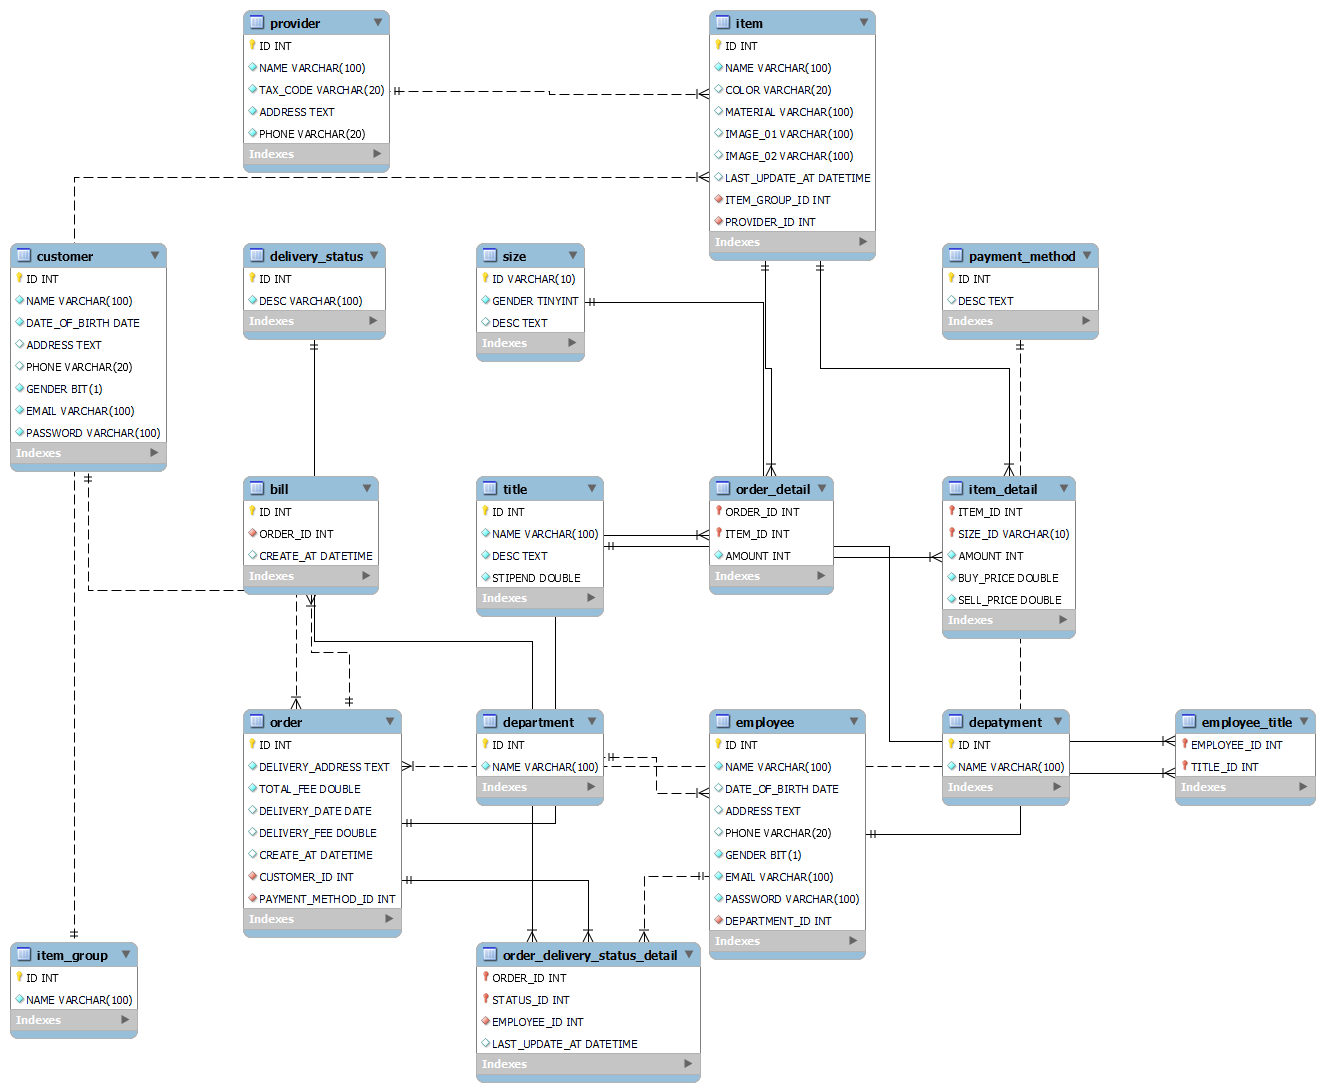 provider
ID INT
NAME VARCHAR(100)
TAX_CODE VARCHAR(20)
ADDRESS TEXT
PHONE VARCHAR(20)
Indexes
item
ID INT
NAME VARCHAR(100)
COLOR VARCHAR(20)
MATERIAL VARCHAR(100)
IMAGE_01 VARCHAR(100)
IMAGE_02 VARCHAR(100)
LAST_UPDATE_AT DATETIME
ITEM_GROUP_ID INT
PROVIDER_ID INT
Indexes
customer
ID INT
NAME VARCHAR(100)
DATE_OF_BIRTH DATE
ADDRESS TEXT
PHONE VARCHAR(20)
GENDER BIT(1)
EMAIL VARCHAR(100)
PASSWORD VARCHAR(100)
Indexes
delivery_status
ID INT
DESC VARCHAR(100)
Indexes
size
ID VARCHAR(10)
GENDER TINYINT
DESC TEXT
Indexes
payment_method
ID INT
DESC TEXT
Indexes
bill
ID INT
ORDER_ID INT
CREATE_AT DATETIME
Indexes
title
ID INT
NAME VARCHAR(100)
DESC TEXT
STIPEND DOUBLE
Indexes
order_detail
ORDER_ID INT
ITEM_ID INT
AMOUNT INT
Indexes
item_detail
ITEM_ID INT
SIZE_ID VARCHAR(10)
AMOUNT INT
BUY_PRICE DOUBLE
SELL_PRICE DOUBLE
Indexes
order
ID INT
DELIVERY_ADDRESS TEXT
TOTAL_FEE DOUBLE
DELIVERY_DATE DATE
DELIVERY_FEE DOUBLE
CREATE_AT DATETIME
CUSTOMER_ID INT
PAYMENT_METHOD_ID INT
Indexes
department
ID INT
NAME VARCHAR(100)
Indexes
employee
ID INT
NAME VARCHAR(100)
DATE_OF_BIRTH DATE
ADDRESS TEXT
PHONE VARCHAR(20)
GENDER BIT(1)
EMAIL VARCHAR(100)
PASSWORD VARCHAR(100)
DEPARTMENT_ID INT
Indexes
depatyment
ID INT
NAME VARCHAR(100)
Indexes
employee_title
EMPLOYEE_ID INT
TITLE_ID INT
Indexes
item_group
ID INT
NAME VARCHAR(100)
Indexes
order_delivery_status_detail
ORDER_ID INT
STATUS_ID INT
EMPLOYEE_ID INT
LAST_UPDATE_AT DATETIME
Indexes